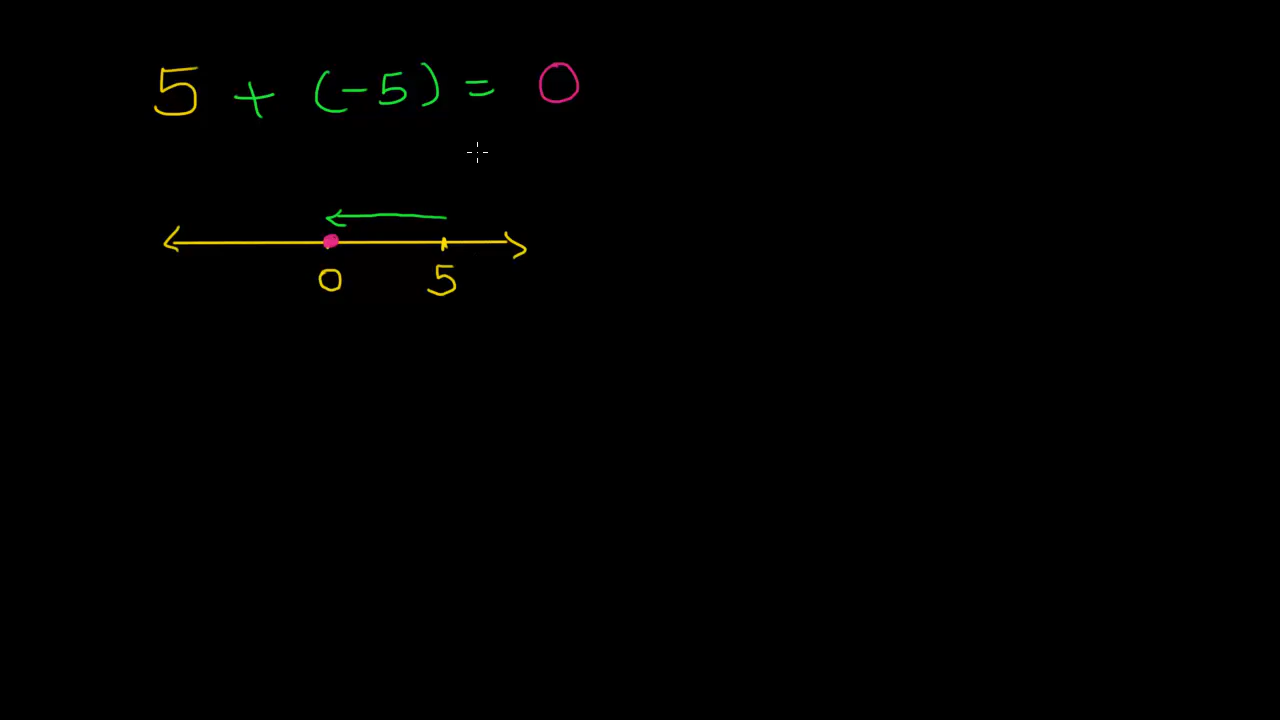 5 + (-5) = 0
0 5